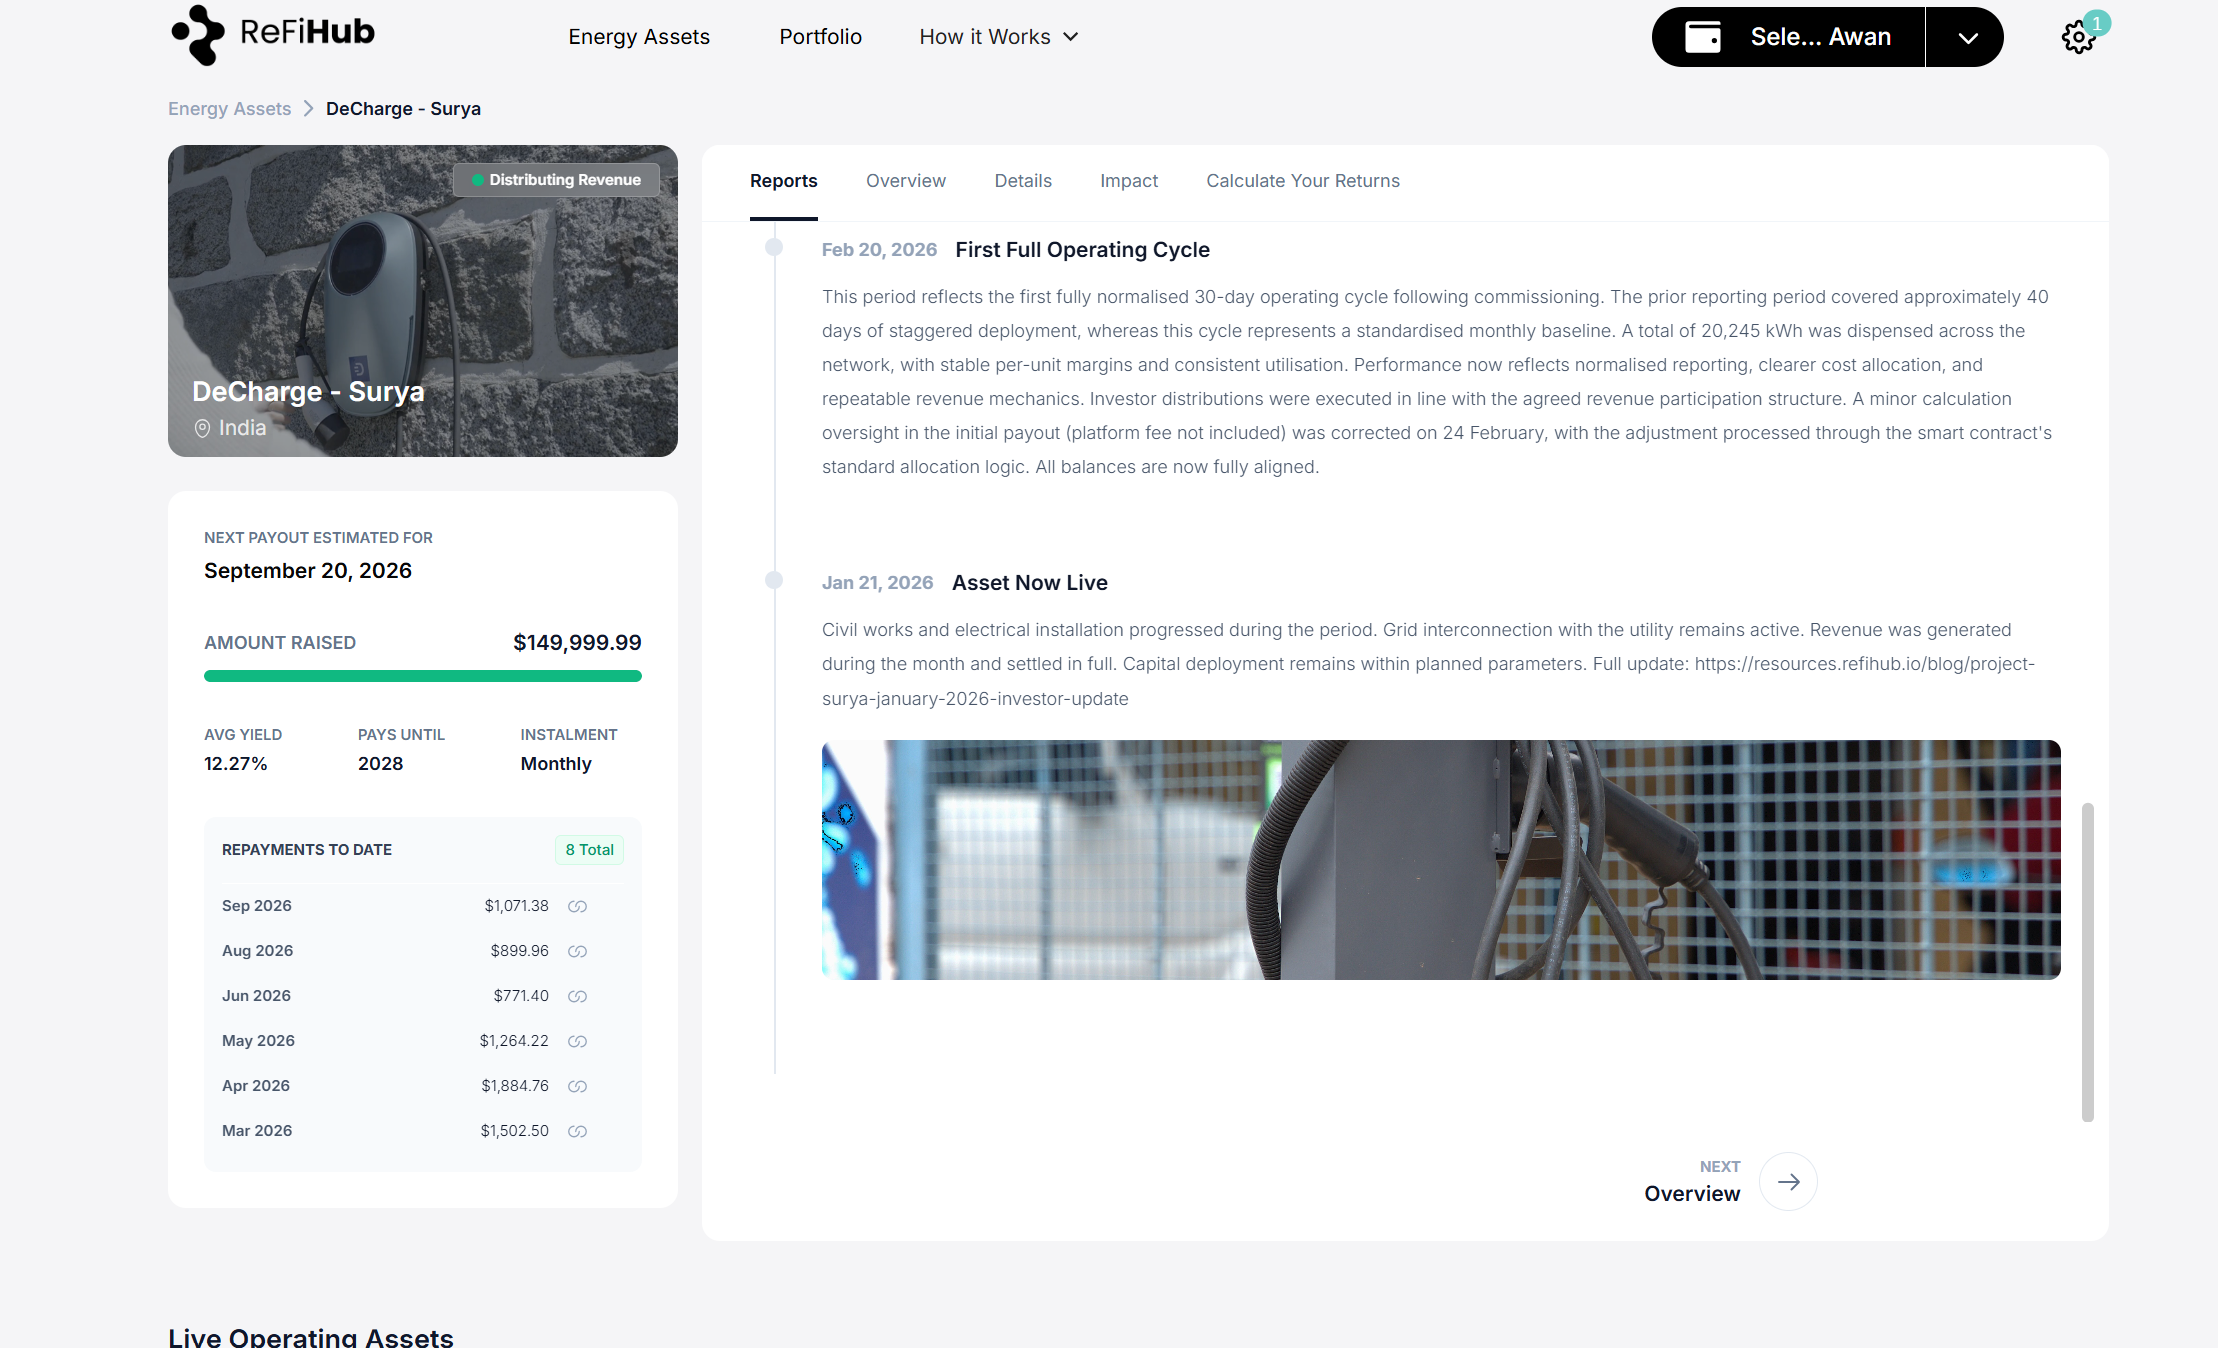 ReFiHub
Energy Assets
Portfolio
How it Works
Sele... Awan
1
Energy Assets
DeCharge - Surya
Distributing Revenue
DeCharge - Surya
India
NEXT PAYOUT ESTIMATED FOR
September 20, 2026
AMOUNT RAISED $149,999.99
AVG YIELD PAYS UNTIL INSTALMENT
12.27% 2028 Monthly
REPAYMENTS TO DATE 8 Total
Sep 2026 $1,071.38
Aug 2026 $899.96
Jun 2026 $771.40
May 2026 $1,264.22
Apr 2026 $1,884.76
Mar 2026 $1,502.50
Reports Overview Details Impact Calculate Your Returns
Feb 20, 2026 First Full Operating Cycle
This period reflects the first fully normalised 30-day operating cycle following commissioning. The prior reporting period covered approximately 40
days of staggered deployment, whereas this cycle represents a standardised monthly baseline. A total of 20,245 kWh was dispensed across the
network, with stable per-unit margins and consistent utilisation. Performance now reflects normalised reporting, clearer cost allocation, and
repeatable revenue mechanics. Investor distributions were executed in line with the agreed revenue participation structure. A minor calculation
oversight in the initial payout (platform fee not included) was corrected on 24 February, with the adjustment processed through the smart contract's
standard allocation logic. All balances are now fully aligned.
Jan 21, 2026 Asset Now Live
Civil works and electrical installation progressed during the period. Grid interconnection with the utility remains active. Revenue was generated
during the month and settled in full. Capital deployment remains within planned parameters. Full update: https://resources.refihub.io/blog/project-
surya-january-2026-investor-update
NEXT
Overview
Live Operating Assets